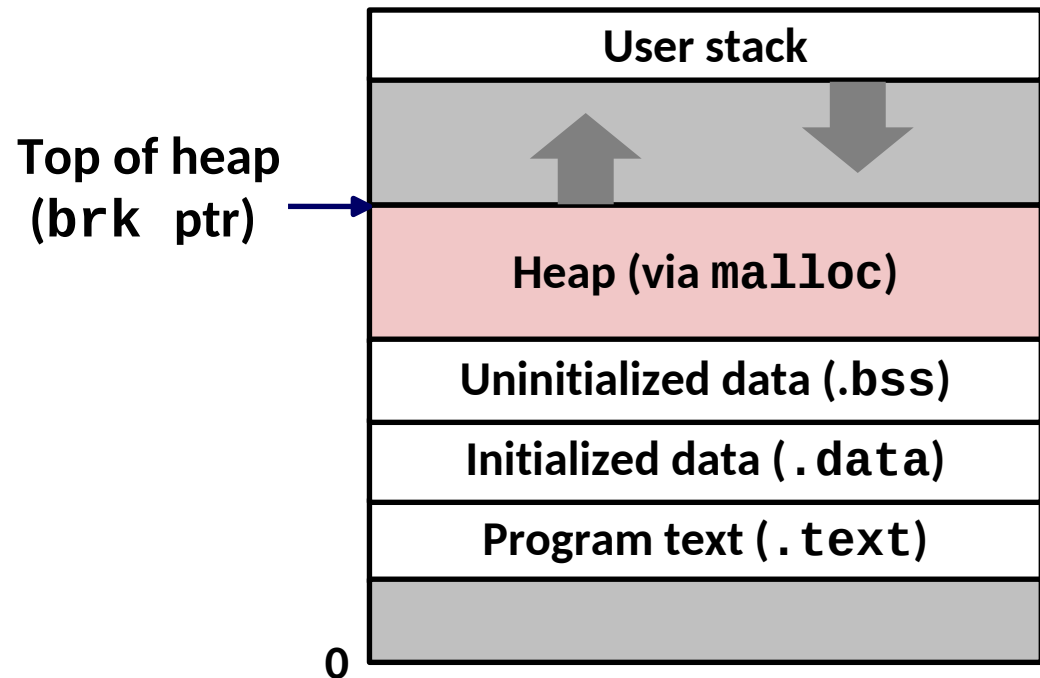 User stack
Top of heap
(brk ptr)
Heap (via malloc)
Uninitialized data (.bss)
Initialized data (.data)
Program text (.text)
0